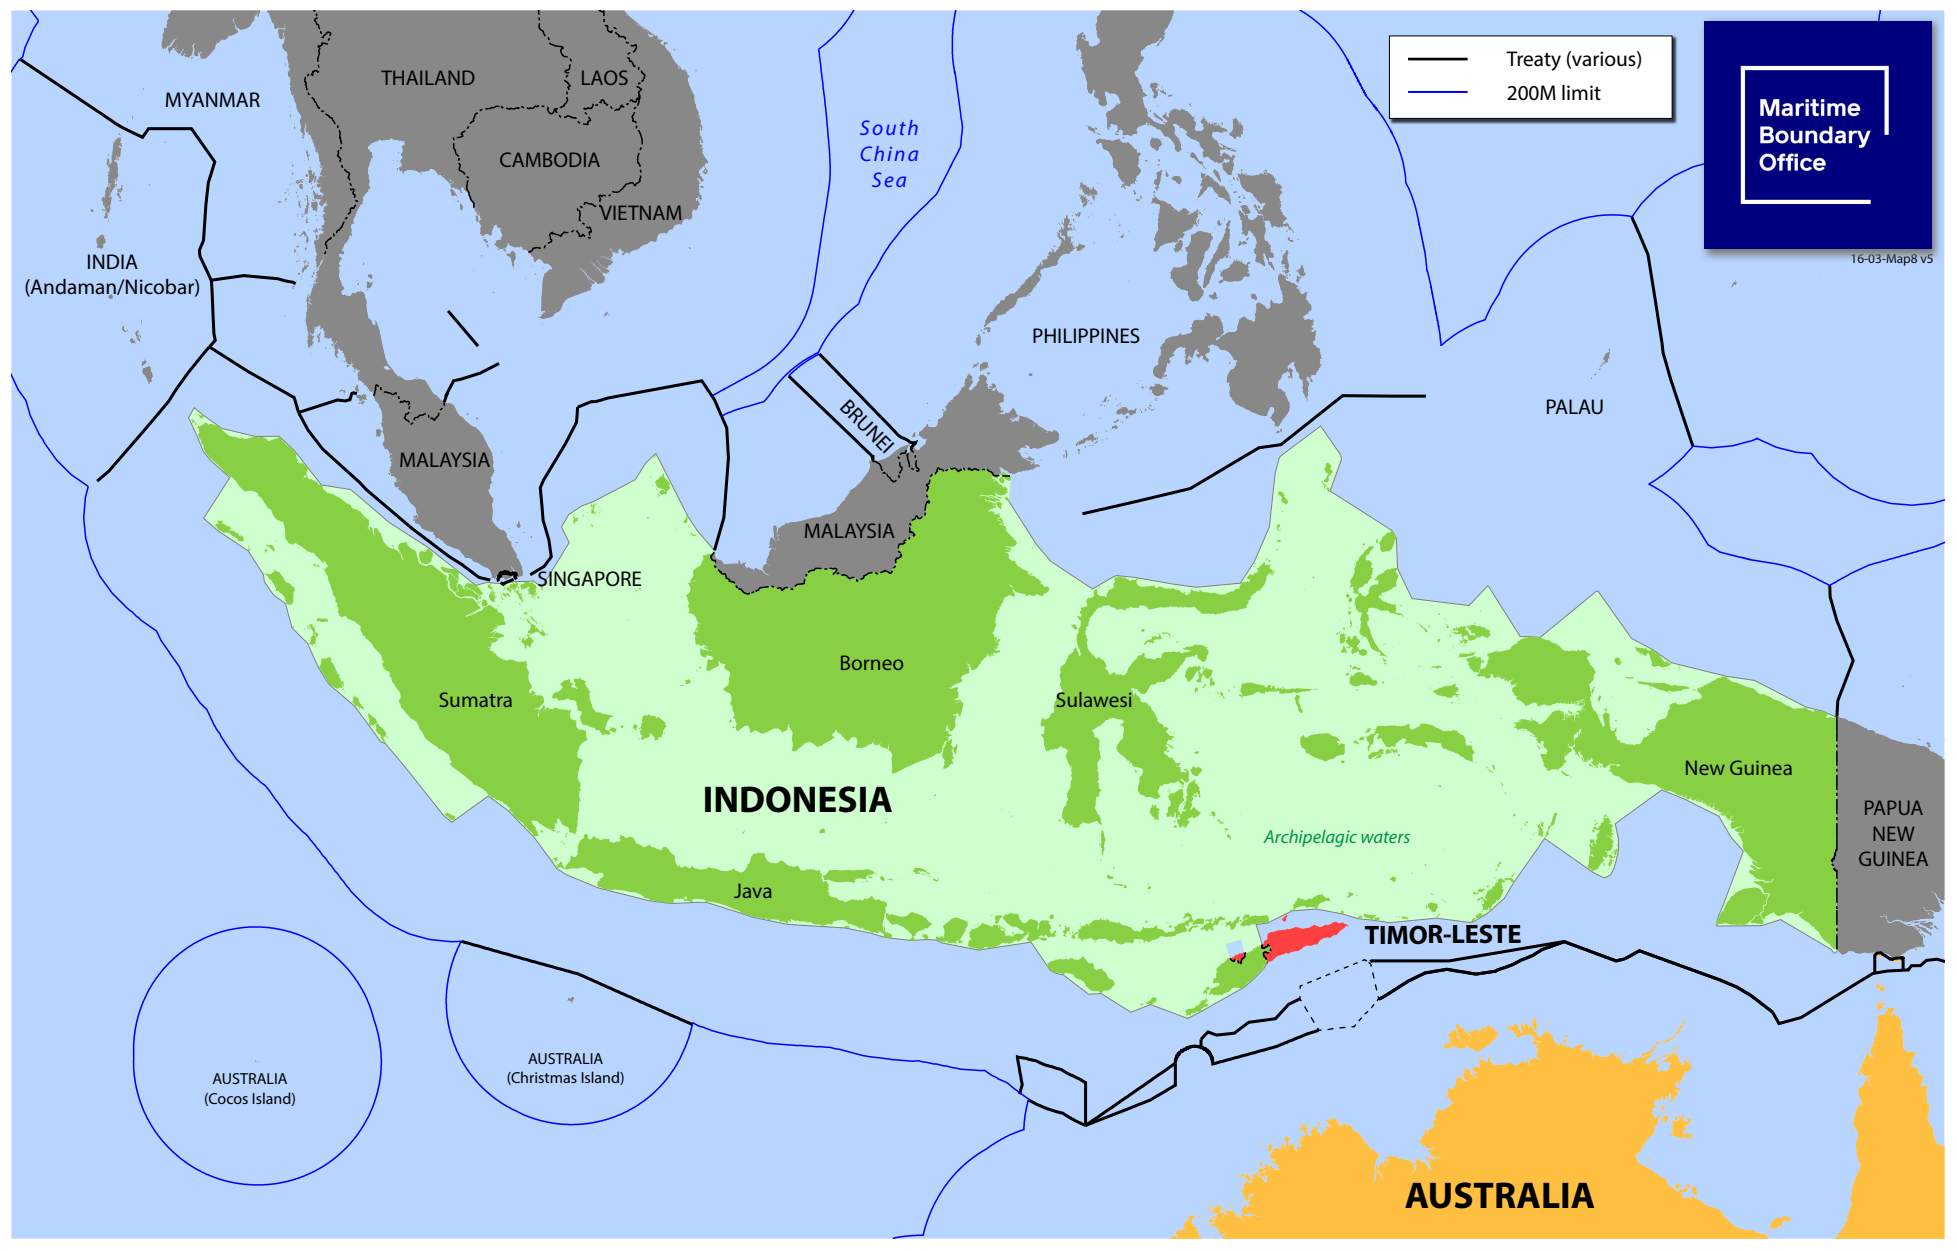 Treaty (various)
200M limit
Maritime
Boundary
Office
16-03-Map8 v5
MYANMAR
THAILAND
LAOS
CAMBODIA
VIETNAM
South
China
Sea
INDIA
(Andaman/Nicobar)
PHILIPPINES
PALAU
BRUNEI
MALAYSIA
MALAYSIA
SINGAPORE
Borneo
Sumatra
Sulawesi
New Guinea
INDONESIA
PAPUA
NEW
GUINEA
Archipelagic waters
Java
TIMOR-LESTE
AUSTRALIA
(Cocos Island)
AUSTRALIA
(Christmas Island)
AUSTRALIA